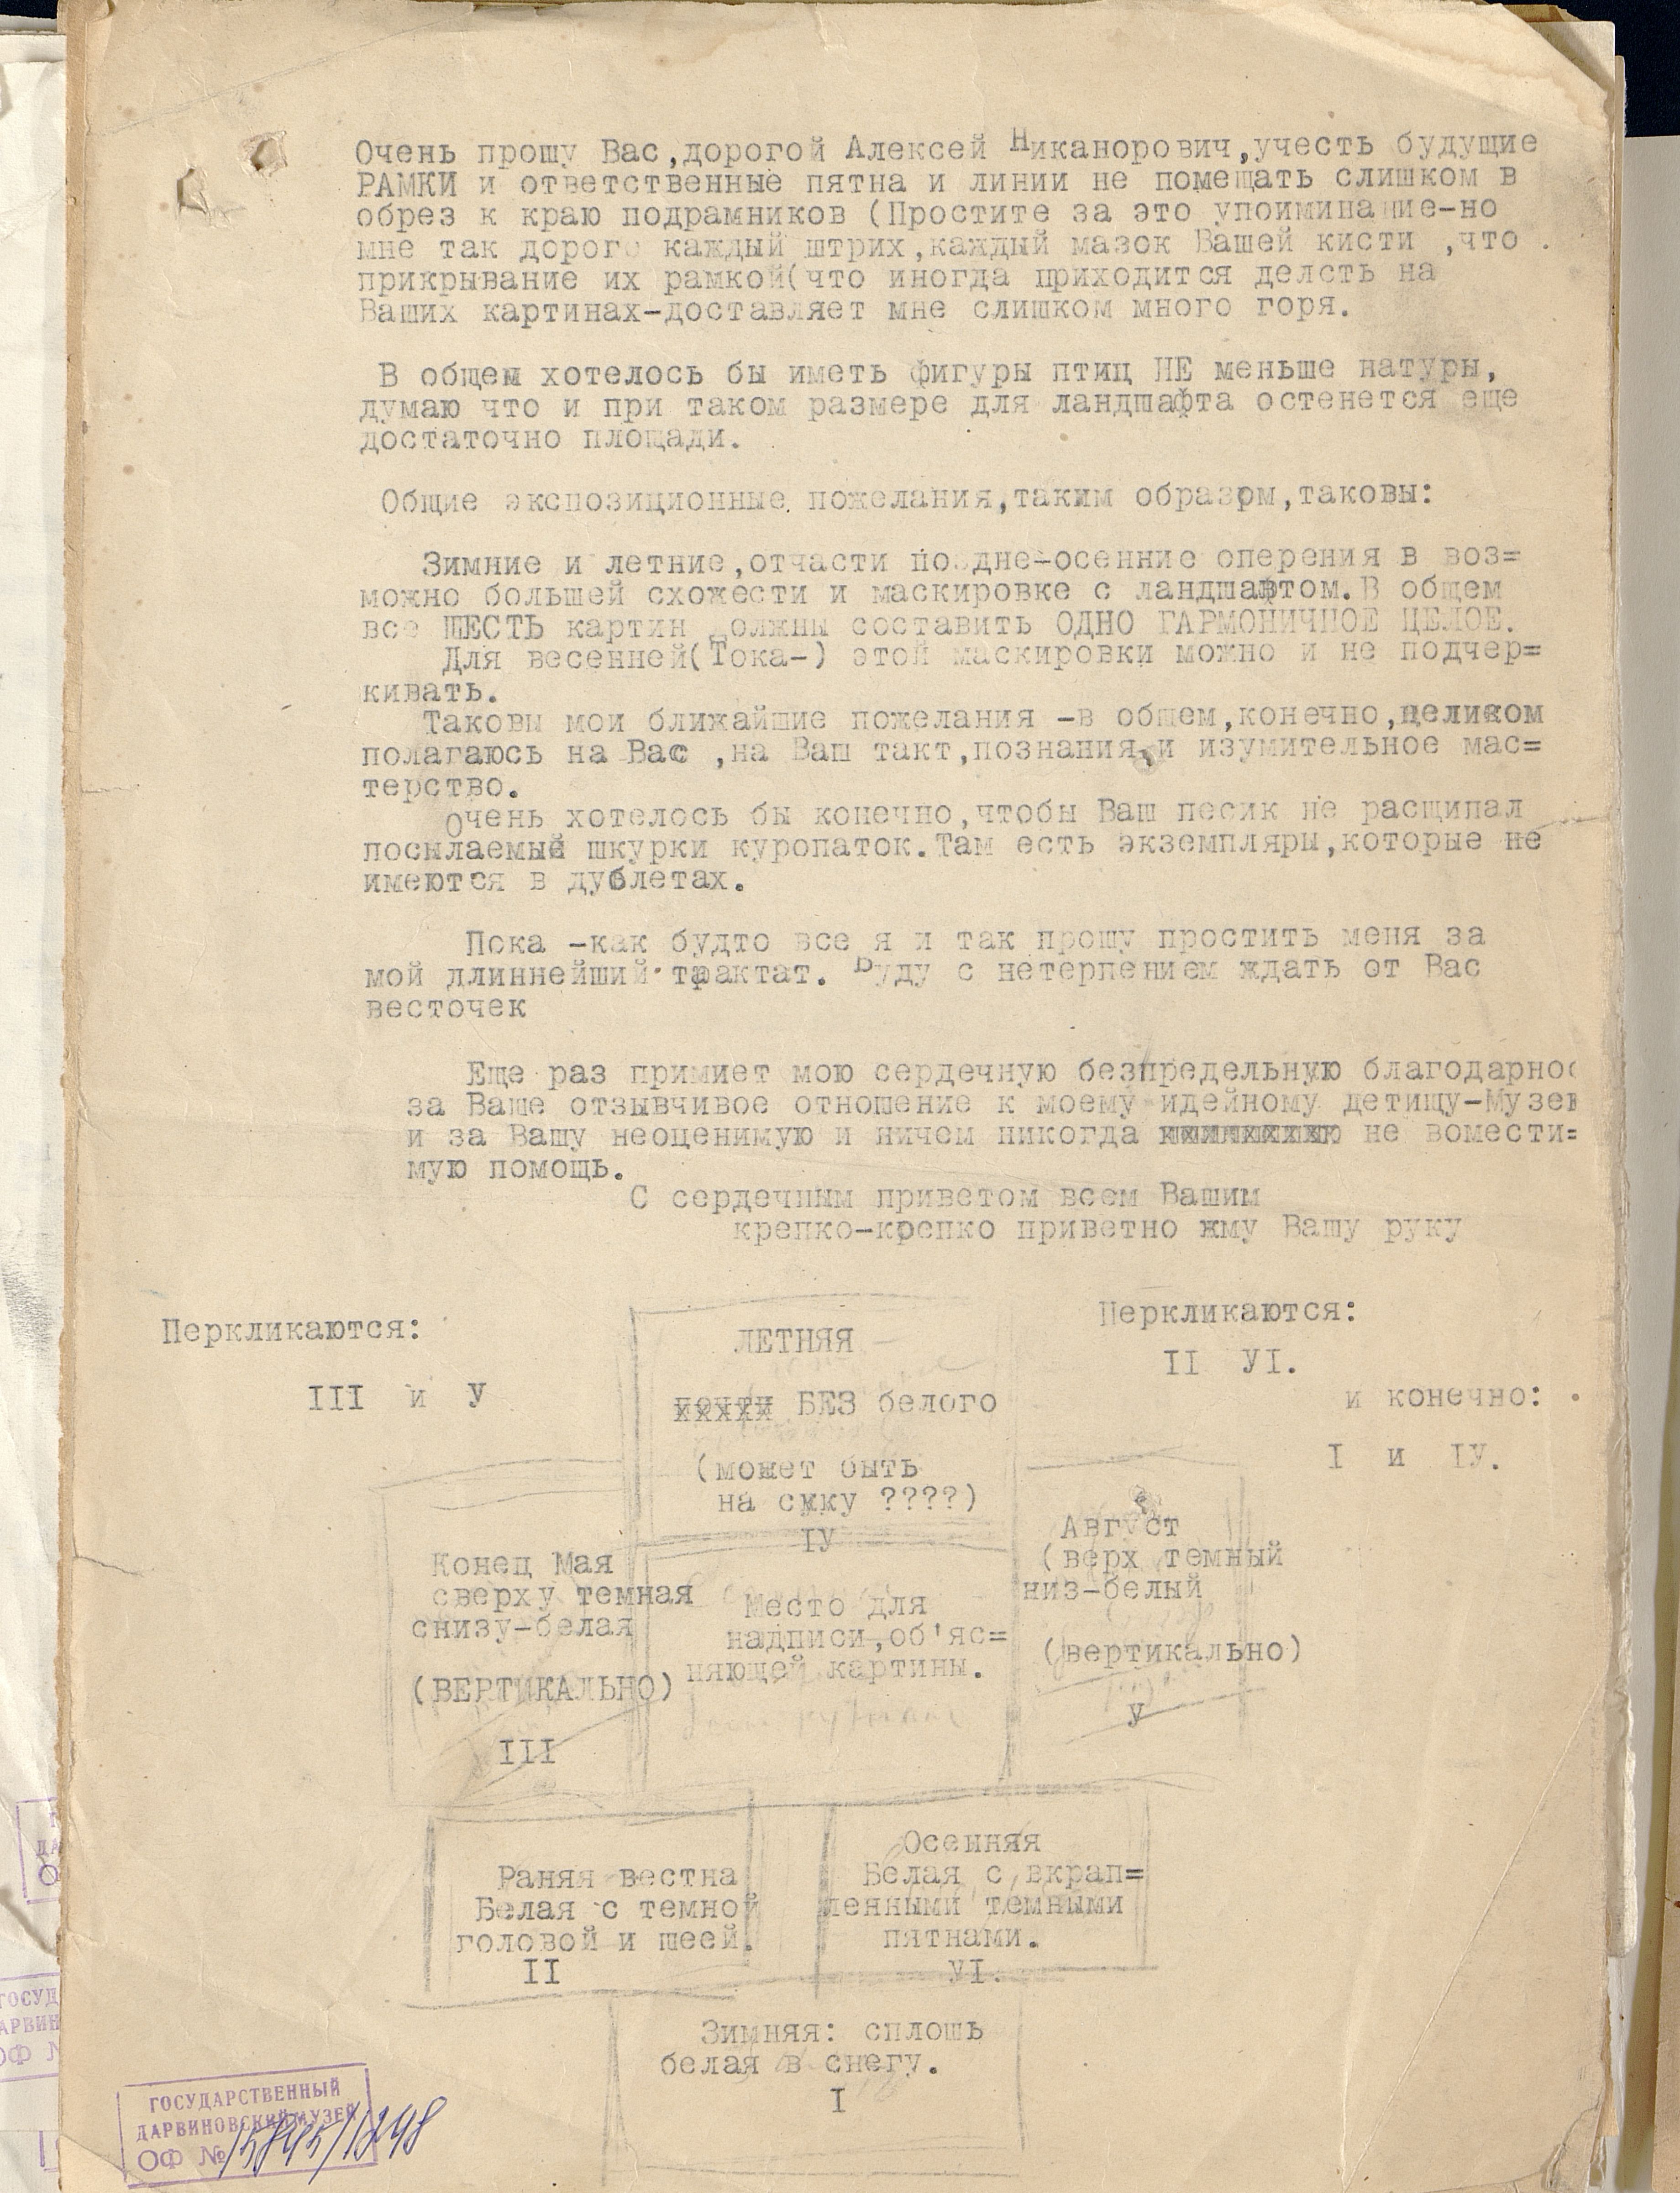 Очень прошу Вас,дорогой Алексей Никанорович,учесть будущие
РАМКИ и ответственные пятна и линии не помещать слишком в
обрез к краю подрамников (Простите за это упоиминание-но
мне так дорого каждый штрих,каждый мазок Вашей кисти ,что
прикрывание их рамкой(что иногда приходится делсть на
Ваших картинах-доставляет мне слишком много горя.
В общем хотелось бы иметь фигуры птиц НЕ меньше натуры,
думаю что и при таком размере для ландшафта остенется еще
достаточно площади.
Общие экспозиционные пожелания,таким образом,таковы:
Зимние и летние,отчасти поздне-осенние оперения в воз=
можно большей схожести и маскировке с ландшафтом.В общем
все ШЕСТЬ картин должны составить ОДНО ГАРМОНИЧНОЕ ЦЕЛОЕ.
Для весенней(Тока-) этой маскировки можно и не подчер=
кивать.
Таковы мои ближайшие пожелания -в общем,конечно,целиком
полагаюсь на Вас ,на Ваш такт,познания,и изумительное мас=
терство.
Очень хотелось бы конечно,чтобы Ваш песик не расщипал
посылаемые шкурки куропаток.Там есть экземпляры,которые не
имеются в дублетах.
Пока -как будто все я и так прошу простить меня за
мой длиннейший трактат. Буду с нетерпением ждать от Вас
весточек
Еще раз примиет мою сердечную безпредельную благодарнос
за Ваше отзывчивое отношение к моему идейному детищу-Музею
и за Вашу неоценимую и ничем никогда не вомести=
мую помощь.
С сердечным приветом всем Вашим
крепко-крепко приветно жму Вашу руку
Перкликаются:
III и У
Перкликаются:
II УI.
и конечно:
I и IУ.
ЛЕТНЯЯ
почти БЕЗ белого
(может быть
на суку ????)
IУ
Конец Мая
сверху темная
снизу-белая
(ВЕРТИКАЛЬНО)
III
Место для
надписи,об'яс=
няющей картины.
Август
(верх темный
низ-белый
(вертикально)
У
Раняя вестна
Белая с темной
головой и шеей.
II
Осенняя
Белая с вкрап=
ленными темными
пятнами.
УI.
Зимняя: сплошь
белая в снегу.
I
ГОСУДАРСТВЕННЫЙ
ДАРВИНОВСКИЙ МУЗЕЙ
ОФ №